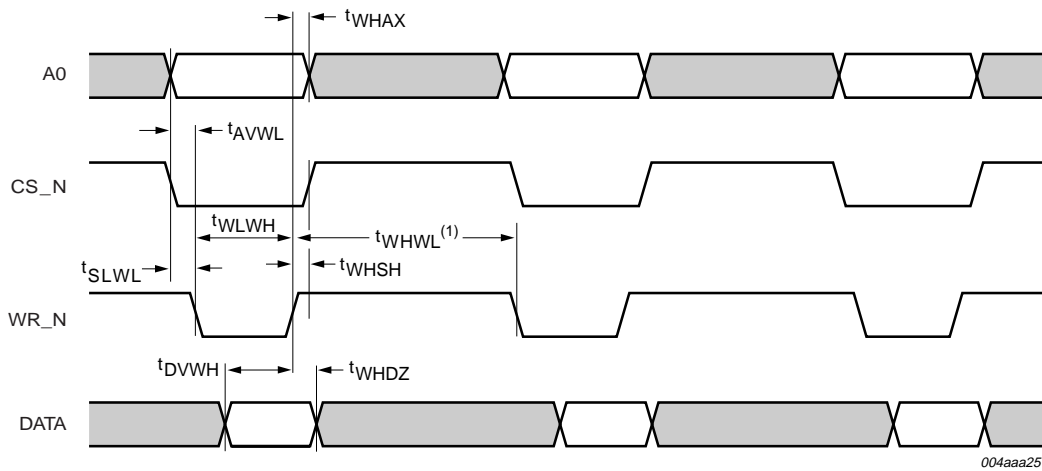 tWHAX
A0
tAVWL
CS_N
tWLWH
tWHWL(1)
tSLWL
tWHSH
WR_N
tDVWH
tWHDZ
DATA
004aaa25